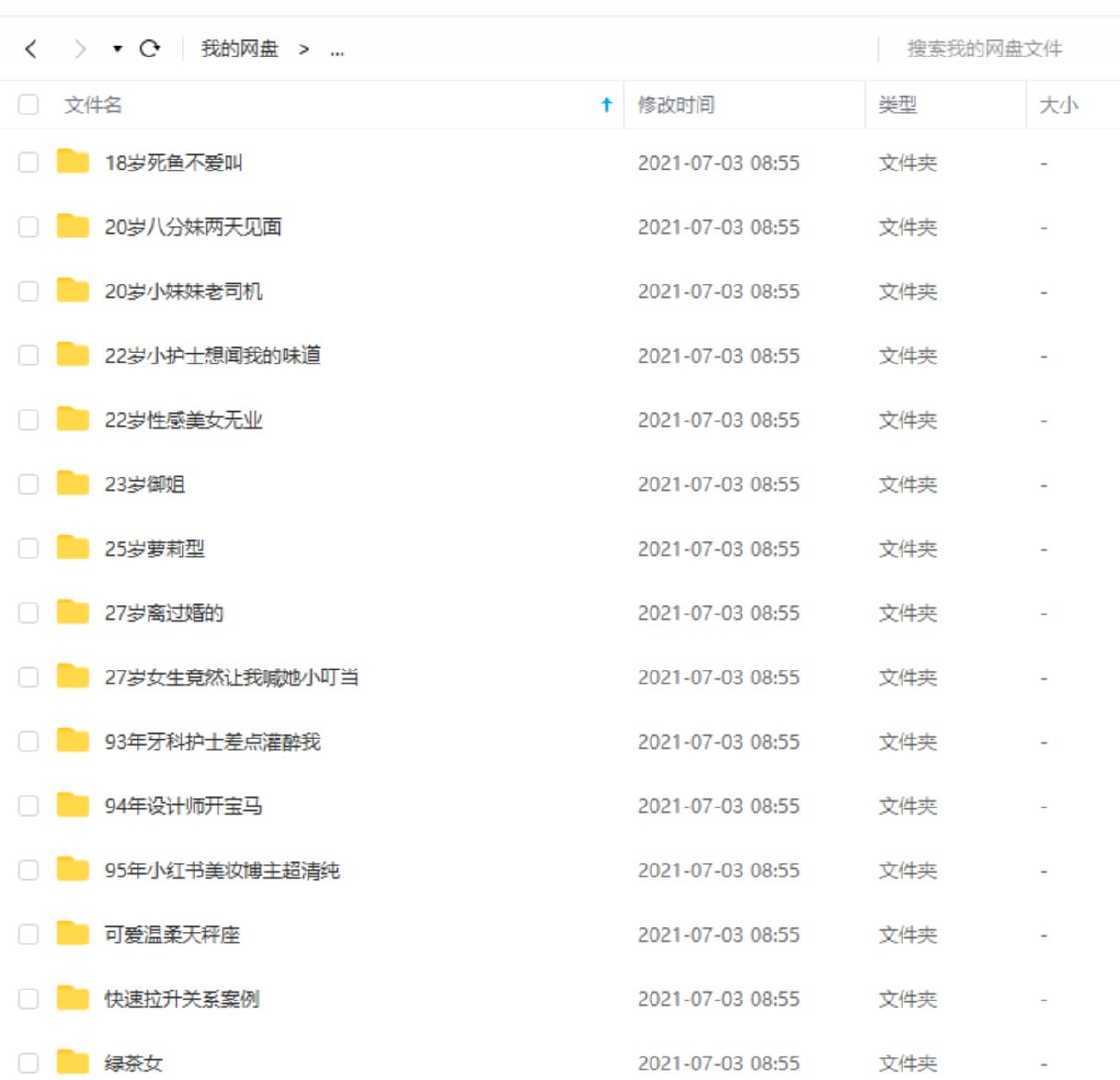 我的网盘 > ... 搜索我的网盘文件
文件名 修改时间 类型 大小
18岁死鱼不爱叫 2021-07-03 08:55 文件夹 -
20岁八分妹两天见面 2021-07-03 08:55 文件夹 -
20岁小妹妹老司机 2021-07-03 08:55 文件夹 -
22岁小护士想闻我的味道 2021-07-03 08:55 文件夹 -
22岁性感美女无业 2021-07-03 08:55 文件夹 -
23岁御姐 2021-07-03 08:55 文件夹 -
25岁萝莉型 2021-07-03 08:55 文件夹 -
27岁离过婚的 2021-07-03 08:55 文件夹 -
27岁女生竟然让我喊她小叮当 2021-07-03 08:55 文件夹 -
93年牙科护士差点灌醉我 2021-07-03 08:55 文件夹 -
94年设计师开宝马 2021-07-03 08:55 文件夹 -
95年小红书美妆博主超清纯 2021-07-03 08:55 文件夹 -
可爱温柔天秤座 2021-07-03 08:55 文件夹 -
快速拉升关系案例 2021-07-03 08:55 文件夹 -
绿茶女 2021-07-03 08:55 文件夹 -